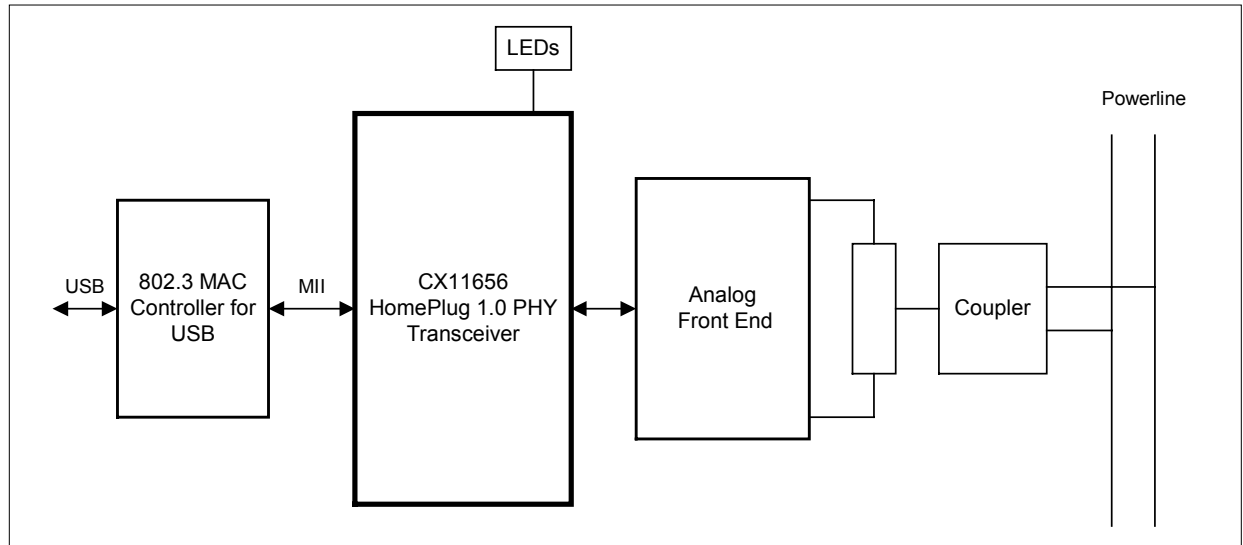 LEDs
Powerline
USB
802.3 MAC
Controller for
USB
MII
CX11656
HomePlug 1.0 PHY
Transceiver
Analog
Front End
Coupler